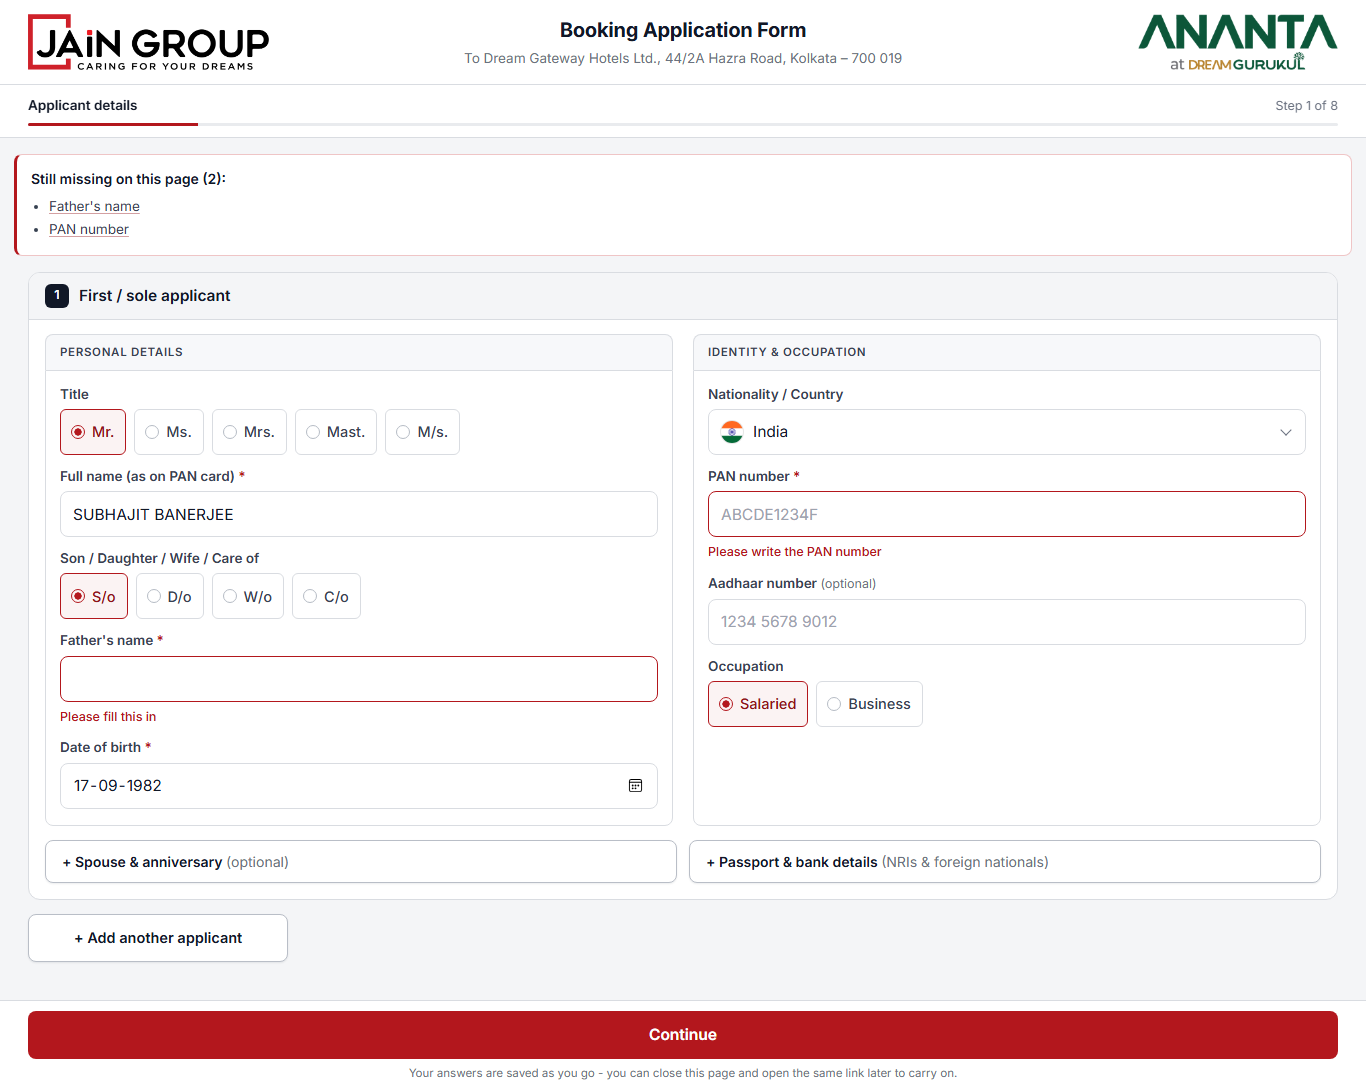 JAiN GROUP
CARING FOR YOUR DREAMS
Booking Application Form
To Dream Gateway Hotels Ltd., 44/2A Hazra Road, Kolkata – 700 019
ANANTA
at DREAM GURUKUL
Applicant details
Step 1 of 8
Still missing on this page (2):
• Father's name
• PAN number
1 First / sole applicant
PERSONAL DETAILS
Title
Mr. Ms. Mrs. Mast. M/s.
Full name (as on PAN card) *
SUBHAJIT BANERJEE
Son / Daughter / Wife / Care of
S/o D/o W/o C/o
Father's name *
Please fill this in
Date of birth *
17-09-1982
IDENTITY & OCCUPATION
Nationality / Country
India
PAN number *
ABCDE1234F
Please write the PAN number
Aadhaar number (optional)
1234 5678 9012
Occupation
Salaried Business
+ Spouse & anniversary (optional)
+ Passport & bank details (NRIs & foreign nationals)
+ Add another applicant
Continue
Your answers are saved as you go - you can close this page and open the same link later to carry on.